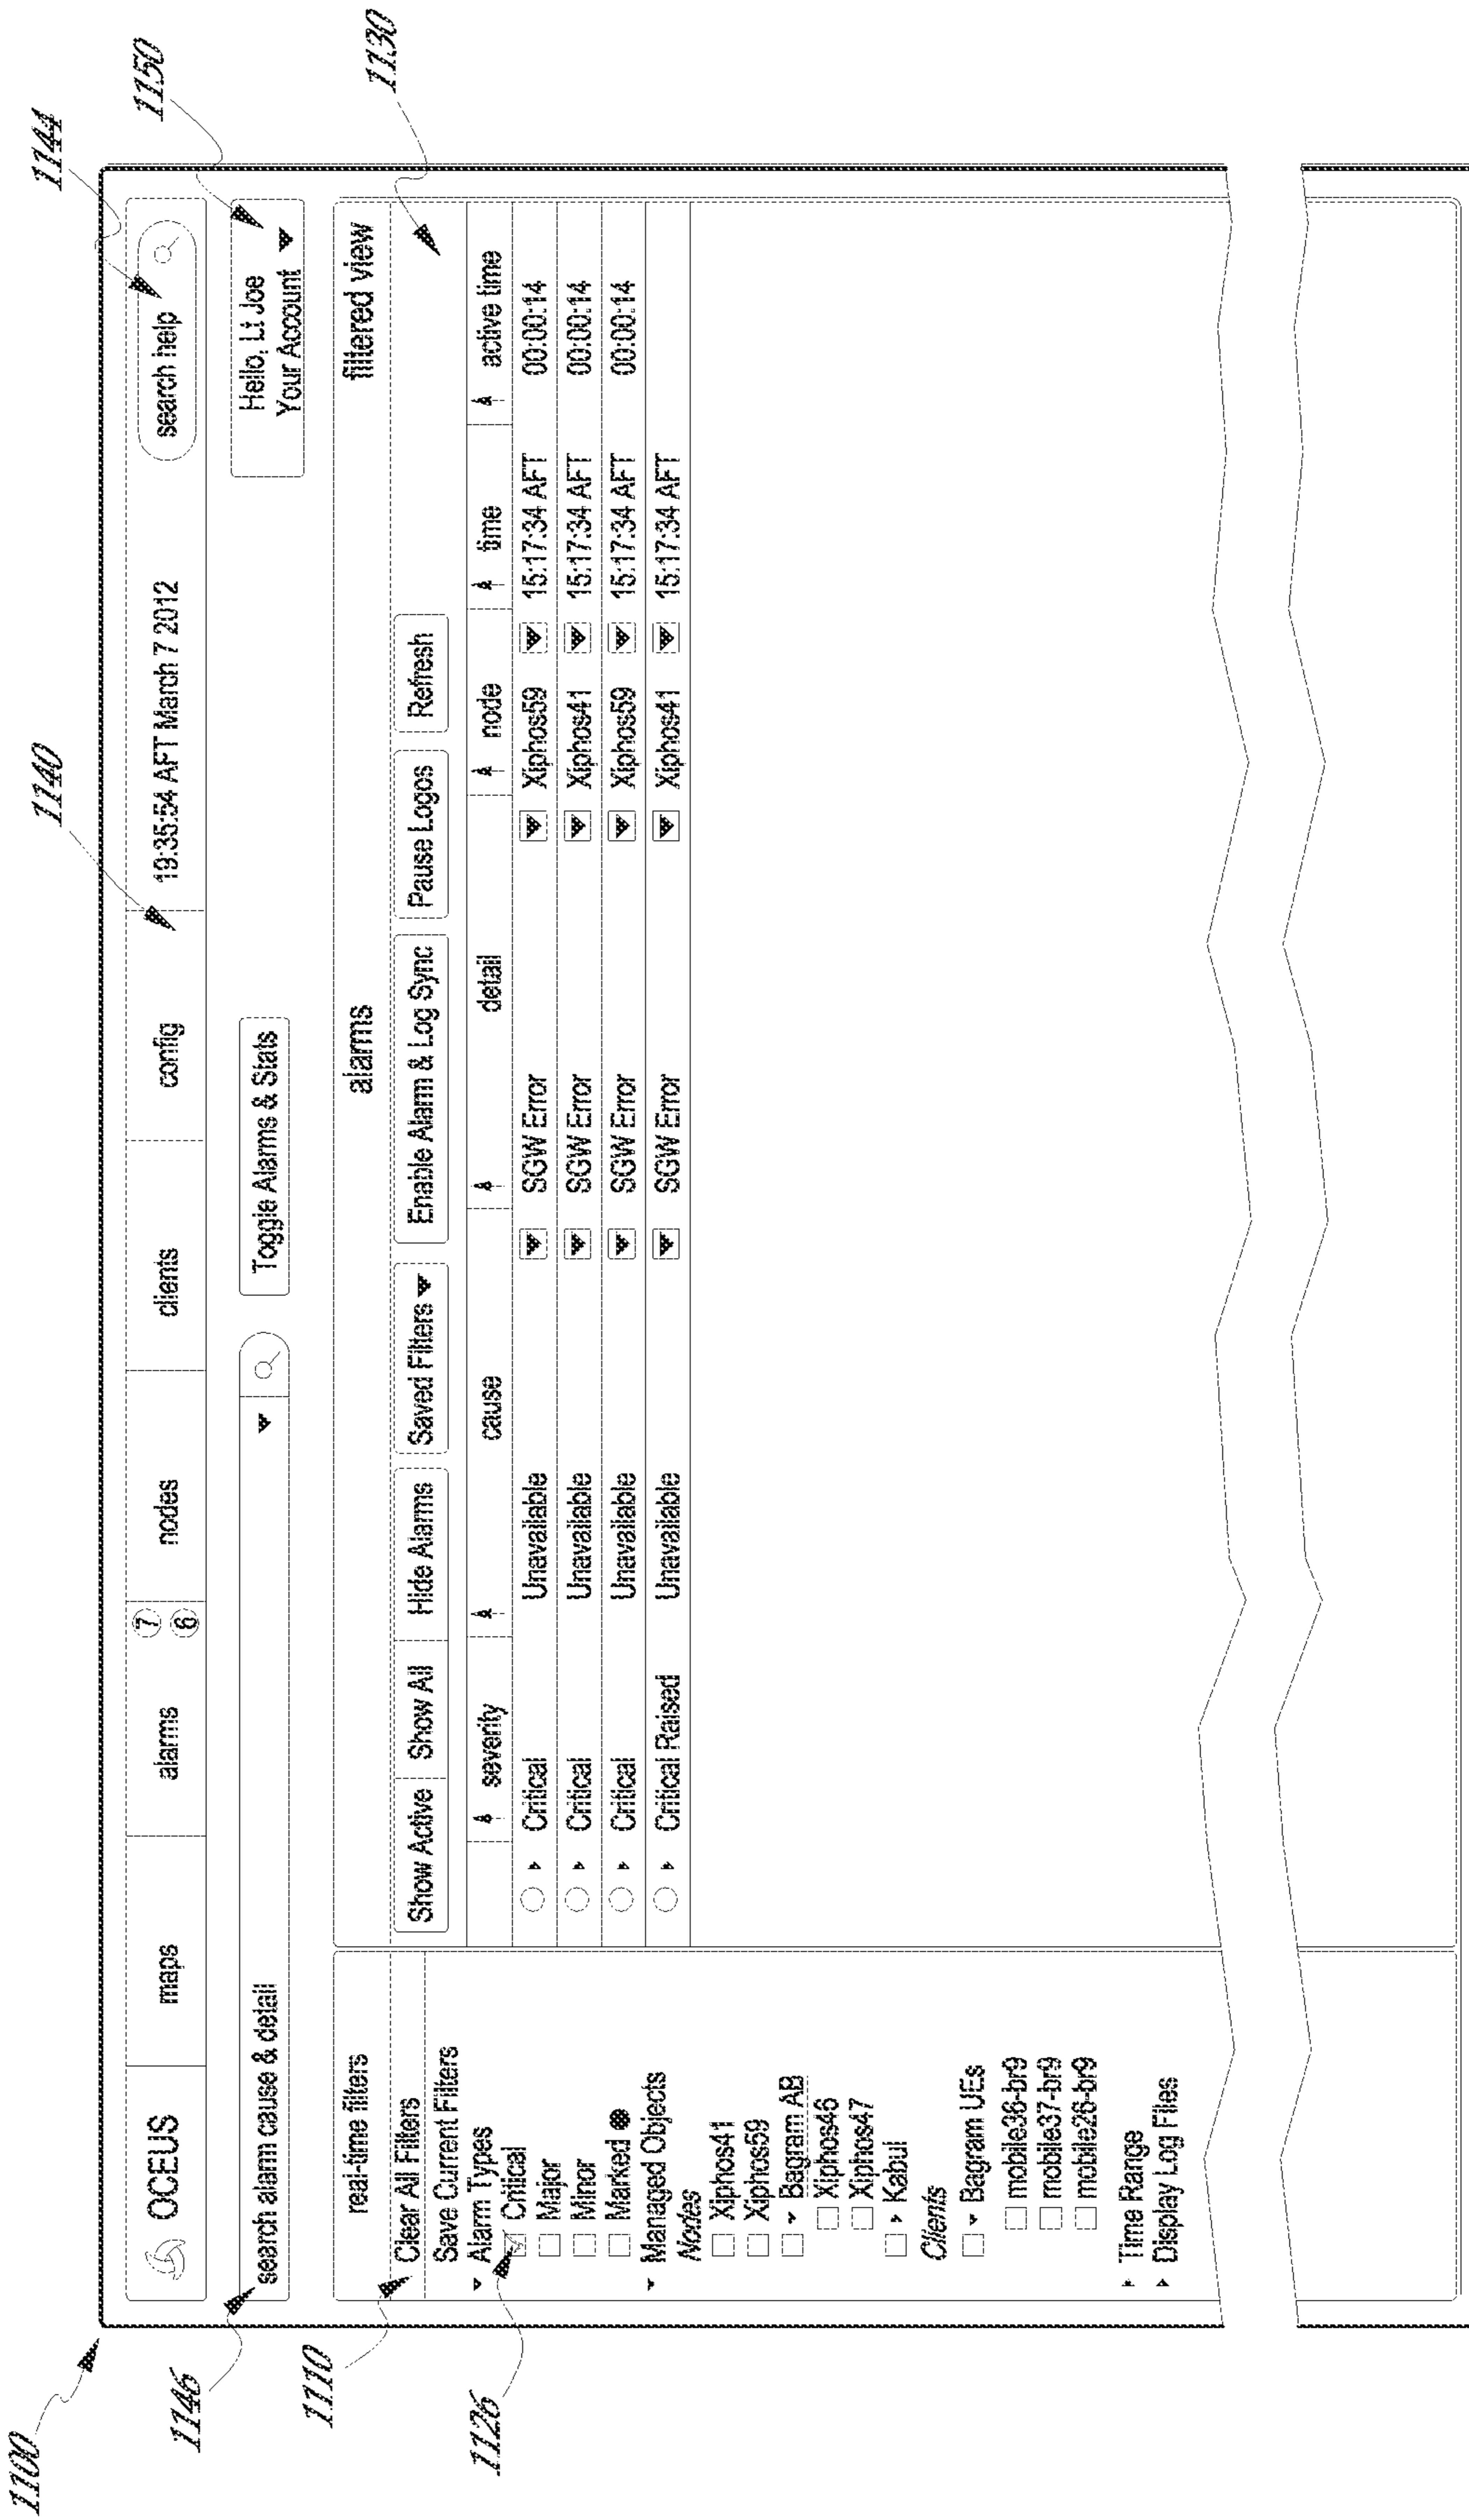 1100
1140
1144
1150
OCEUS maps alarms 7 6 nodes clients config 19:35:54 AFT March 7 2012 search help
1146
search alarm cause & detail Toggle Alarms & Stats Hello, Lt Joe
Your Account
1110
real-time filters
Clear All Filters
Save Current Filters
Alarm Types
1126
Critical
Major
Minor
Marked
Managed Objects
Nodes
Xiphos41
Xiphos59
Bagram AB
Xiphos46
Xiphos47
Kabul
Clients
Bagram UEs
mobile36-br9
mobile37-br9
mobile26-br9
Time Range
Display Log Files
alarms filtered view
1130
Show Active Show All Hide Alarms Saved Filters Enable Alarm & Log Sync Pause Logos Refresh
severity cause detail node time active time
Critical Unavailable SGW Error Xiphos59 15:17:34 AFT 00:00:14
Critical Unavailable SGW Error Xiphos41 15:17:34 AFT 00:00:14
Critical Unavailable SGW Error Xiphos59 15:17:34 AFT 00:00:14
Critical Raised Unavailable SGW Error Xiphos41 15:17:34 AFT